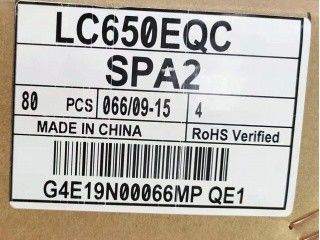 LC650EQC
SPA2
80 PCS 066/09-15 4
MADE IN CHINA RoHS Verified
G4E19N00066MP QE1